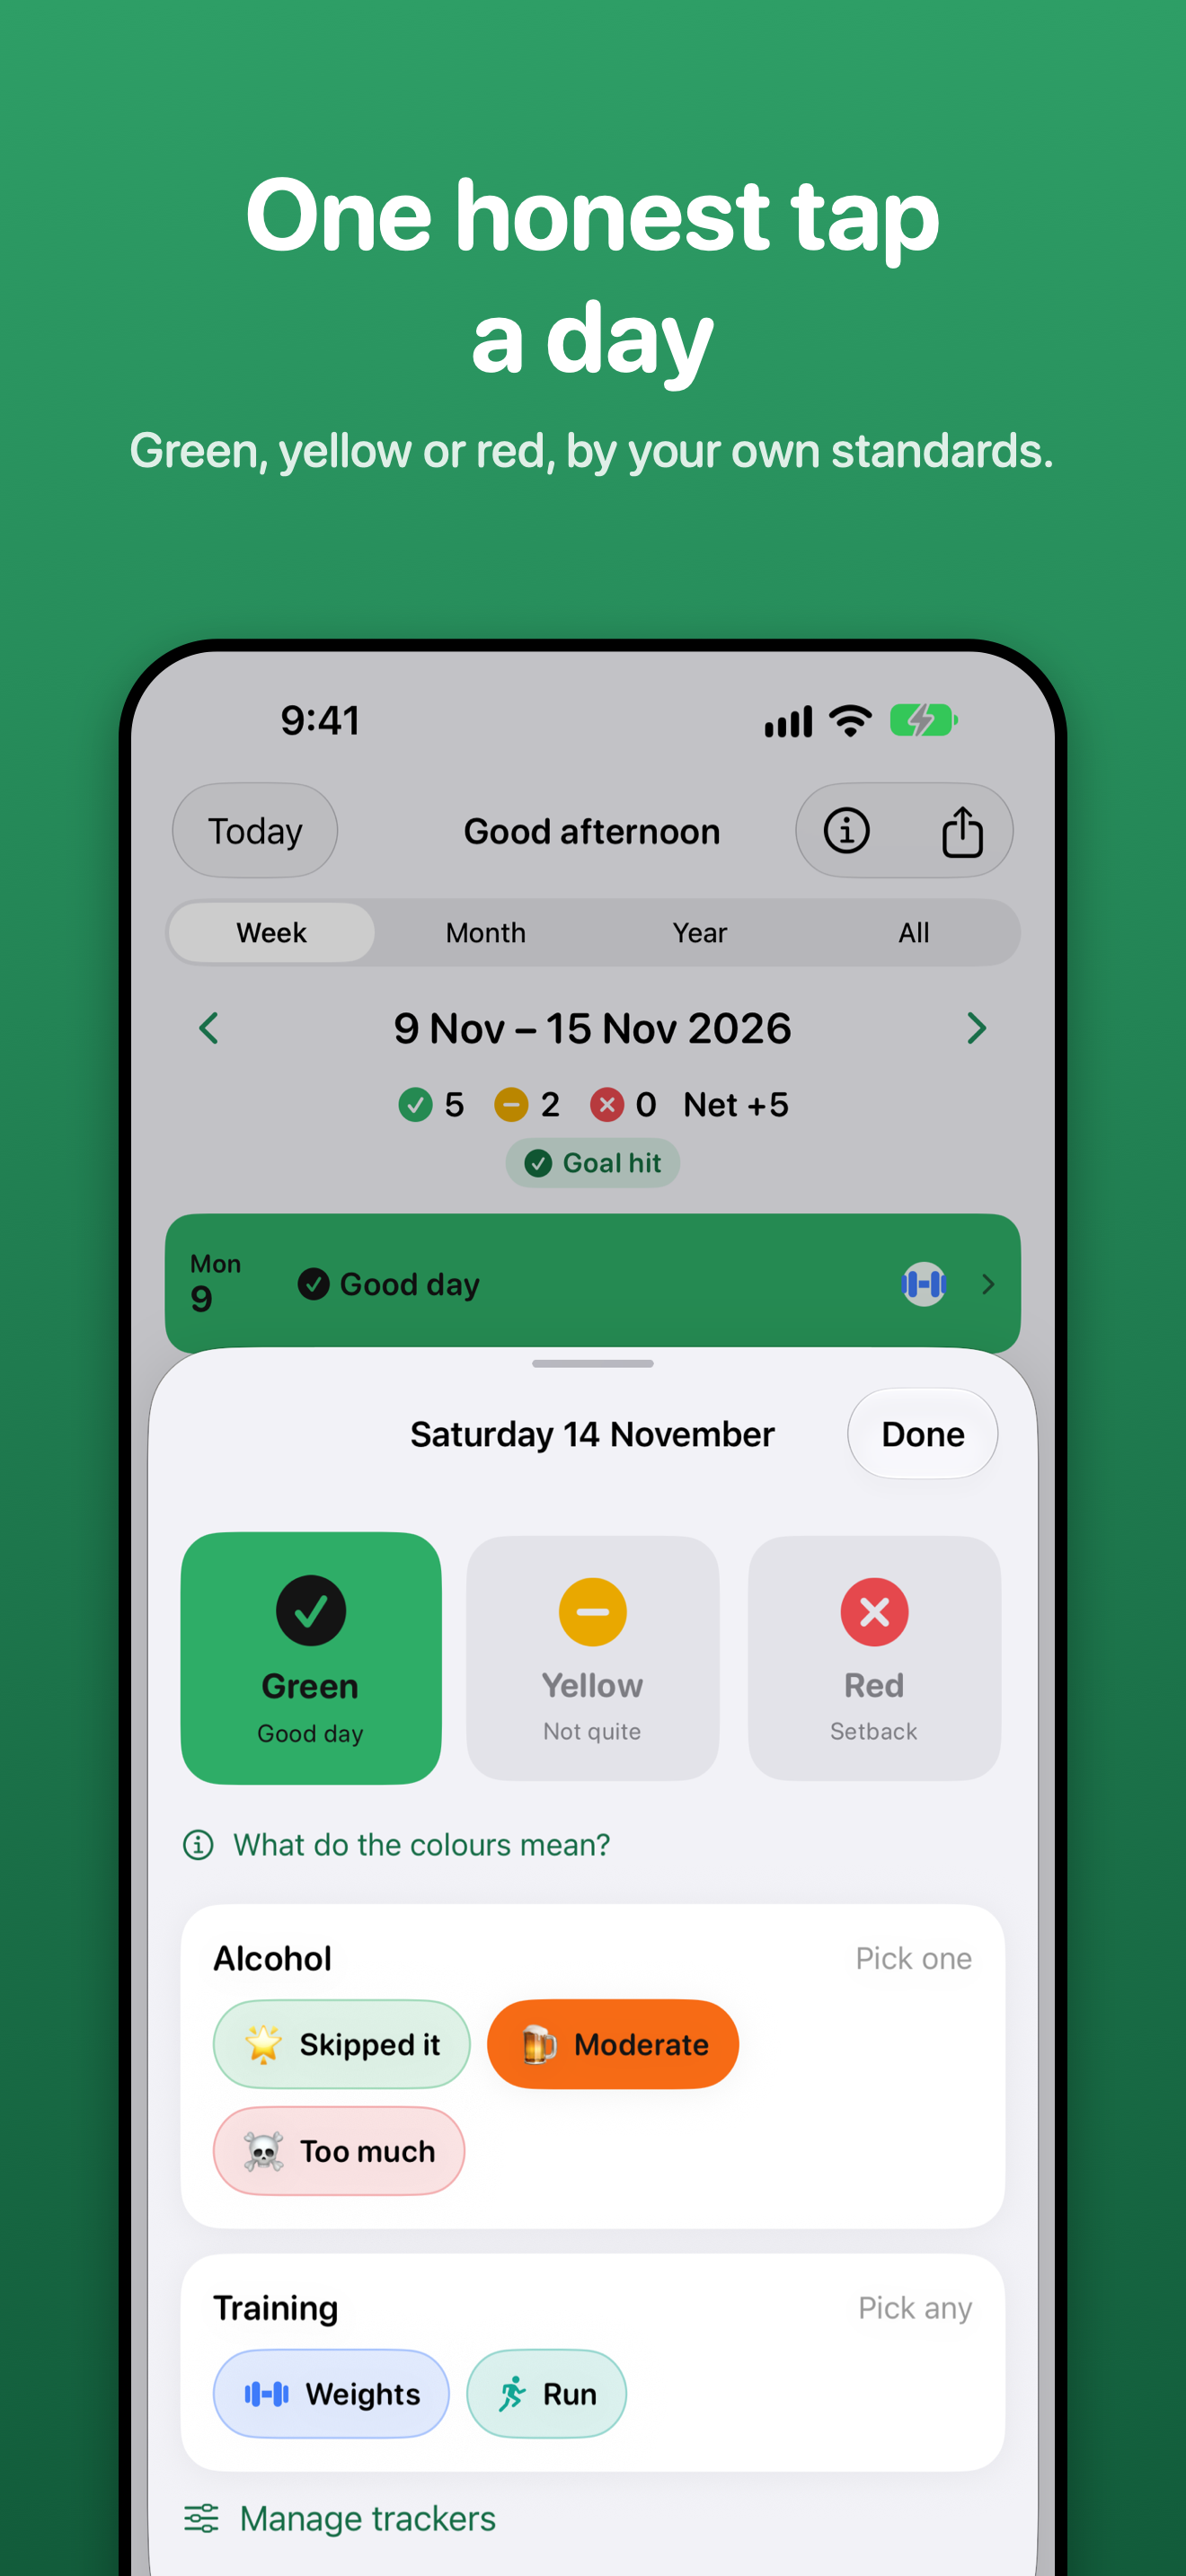 One honest tap
a day
Green, yellow or red, by your own standards.
9:41
Today
Good afternoon
Week
Month
Year
All
9 Nov – 15 Nov 2026
5 2 0 Net +5
Goal hit
Mon
9
Good day
Saturday 14 November
Done
Green
Good day
Yellow
Not quite
Red
Setback
What do the colours mean?
Alcohol
Pick one
Skipped it
Moderate
Too much
Training
Pick any
Weights
Run
Manage trackers